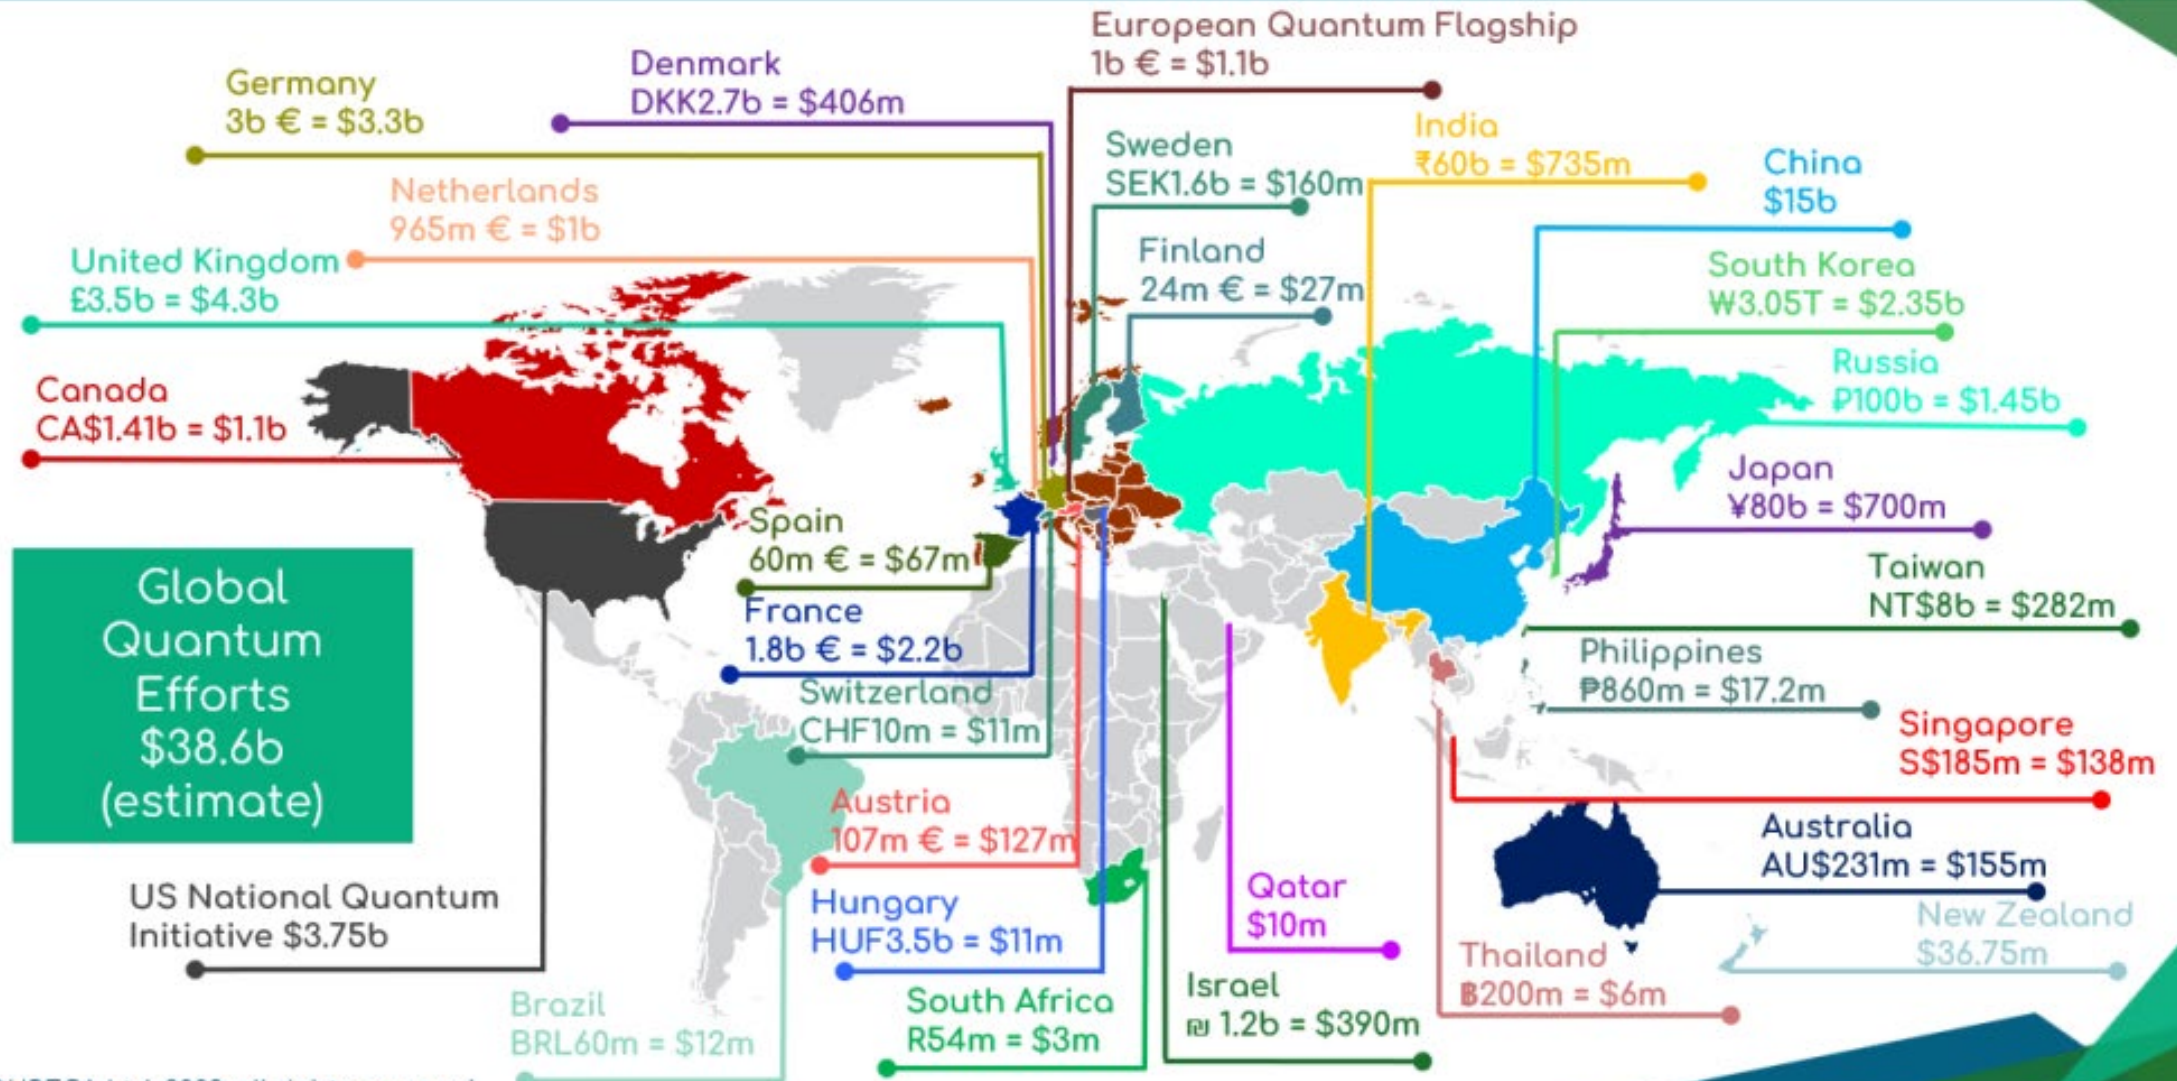 European Quantum Flagship
1b € = $1.1b
Denmark
DKK2.7b = $406m
Germany
3b € = $3.3b
India
₹60b = $735m
Sweden
SEK1.6b = $160m
China
$15b
Netherlands
965m € = $1b
Finland
24m € = $27m
United Kingdom
£3.5b = $4.3b
South Korea
₩3.05T = $2.35b
Russia
₽100b = $1.45b
Canada
CA$1.41b = $1.1b
Japan
¥80b = $700m
Spain
60m € = $67m
Taiwan
NT$8b = $282m
Global
Quantum
Efforts
$38.6b
(estimate)
France
1.8b € = $2.2b
Philippines
₱860m = $17.2m
Switzerland
CHF10m = $11m
Singapore
S$185m = $138m
Austria
107m € = $127m
Australia
AU$231m = $155m
US National Quantum
Initiative $3.75b
Hungary
HUF3.5b = $11m
Qatar
$10m
New Zealand
$36.75m
Thailand
฿200m = $6m
Israel
₪ 1.2b = $390m
South Africa
R54m = $3m
Brazil
BRL60m = $12m